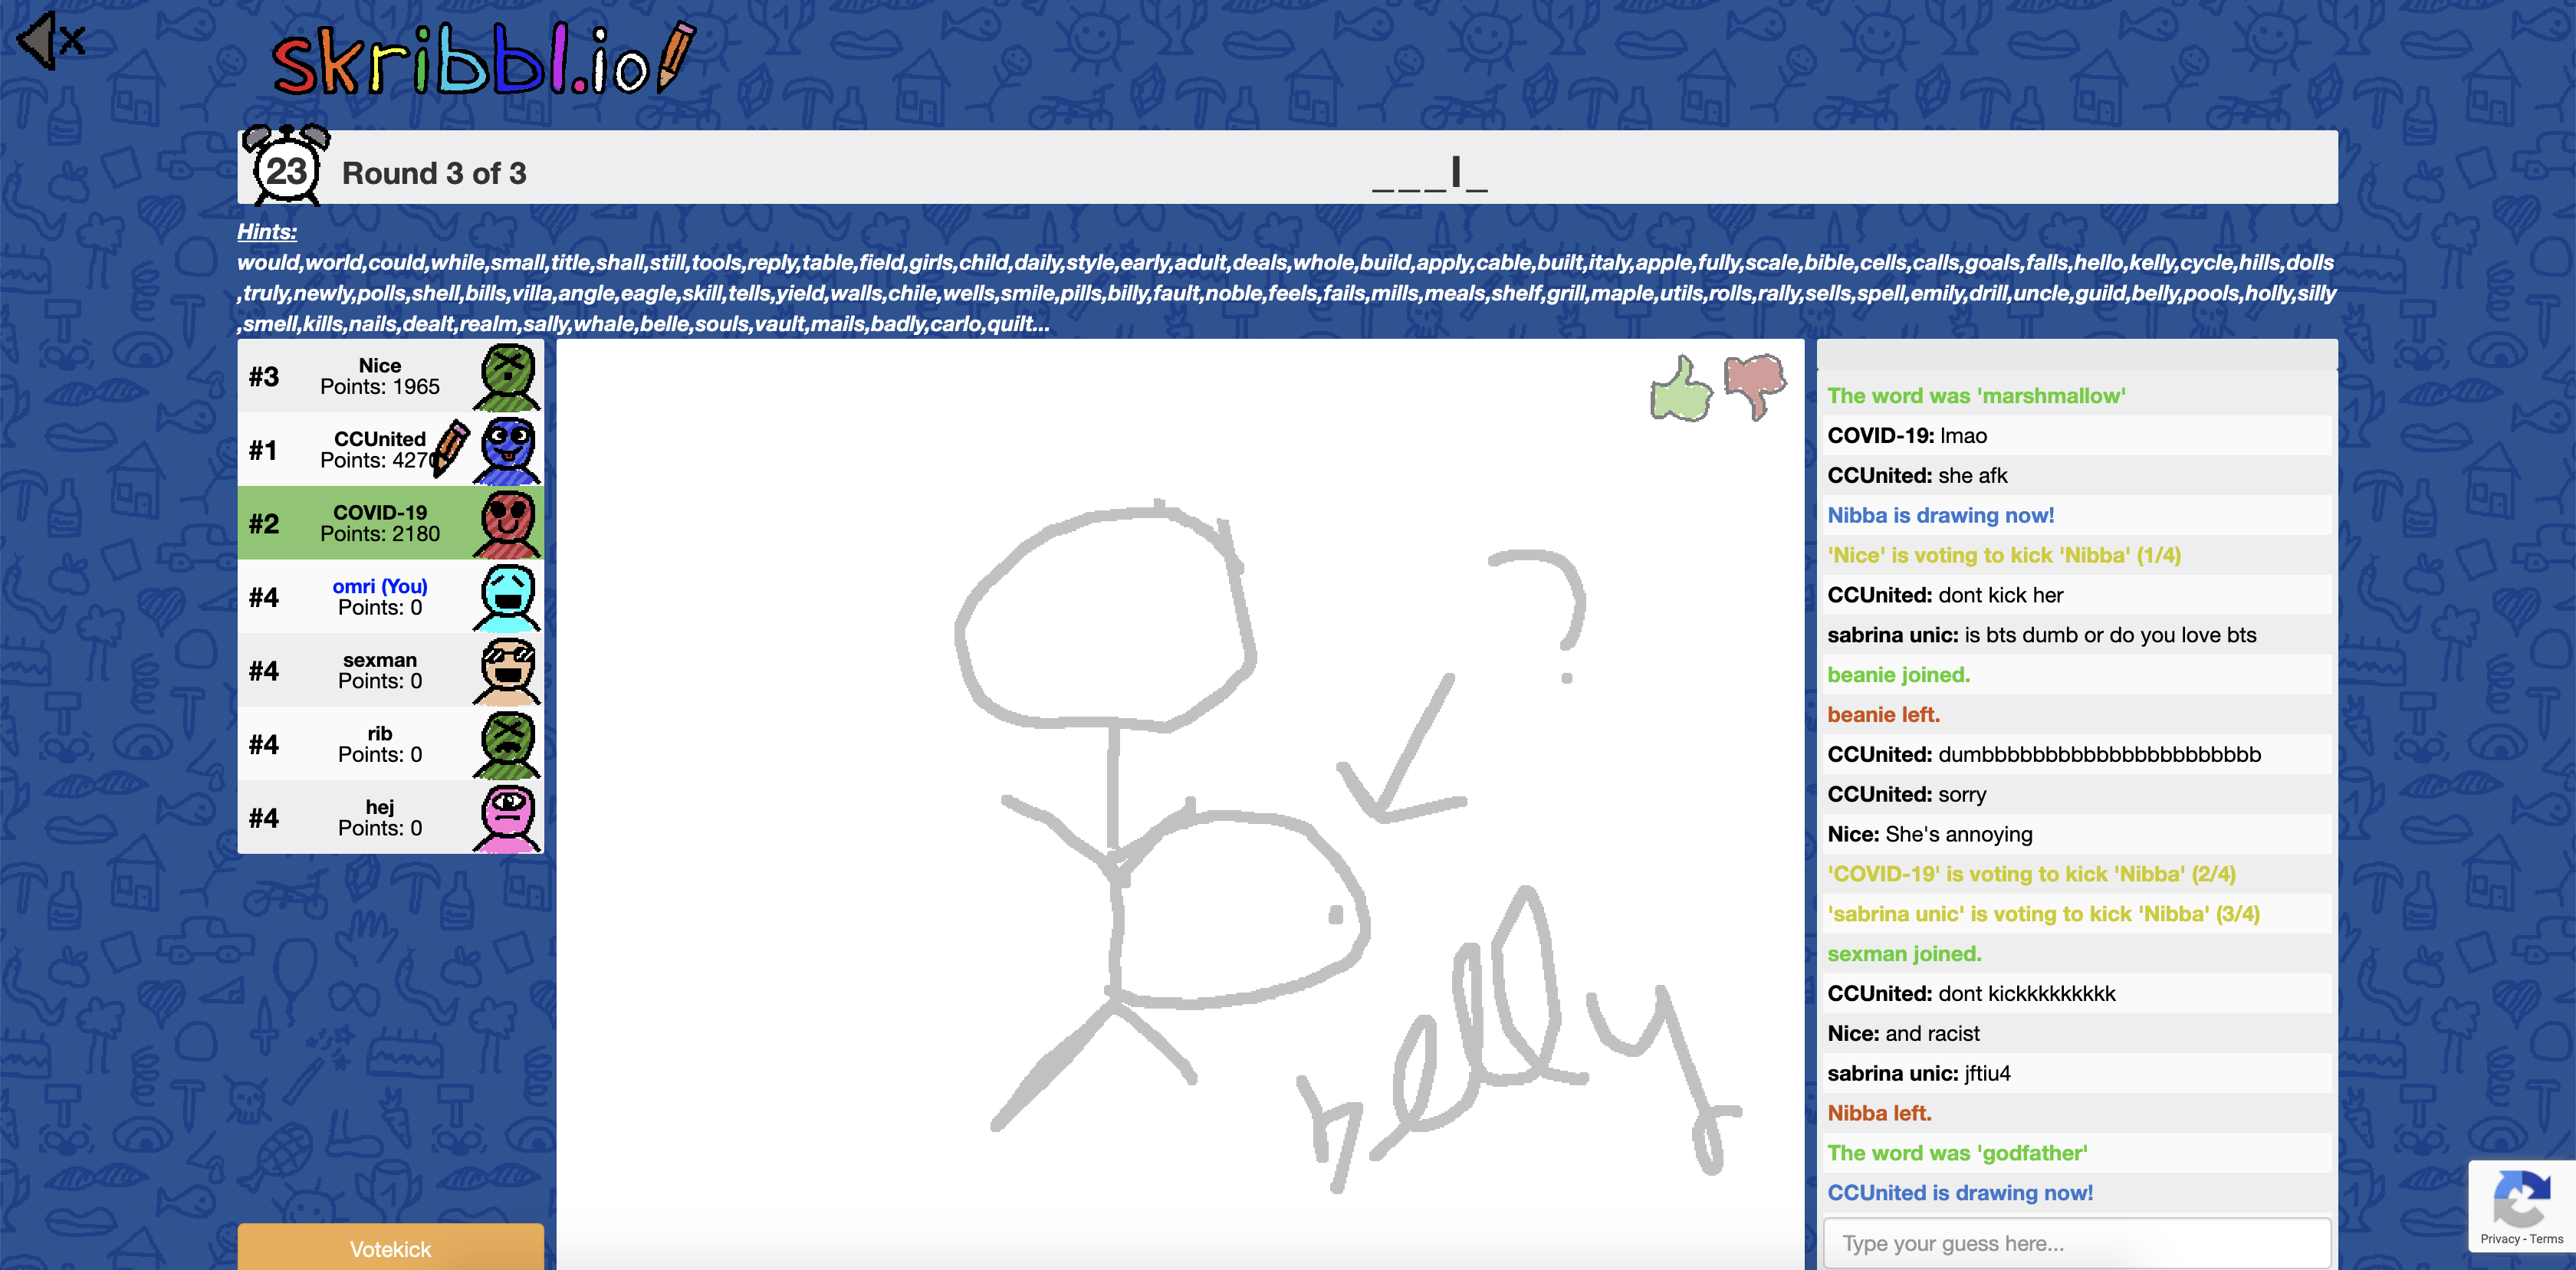 skribbl.io
23
Round 3 of 3
_ _ _ l _
Hints:
would,world,could,while,small,title,shall,still,tools,reply,table,field,girls,child,daily,style,early,adult,deals,whole,build,apply,cable,built,italy,apple,fully,scale,bible,cells,calls,goals,falls,hello,kelly,cycle,hills,dolls
,truly,newly,polls,shell,bills,villa,angle,eagle,skill,tells,yield,walls,chile,wells,smile,pills,billy,fault,noble,feels,fails,mills,meals,shelf,grill,maple,utils,rolls,rally,sells,spell,emily,drill,uncle,guild,belly,pools,holly,silly
,smell,kills,nails,dealt,realm,sally,whale,belle,souls,vault,mails,badly,carlo,quilt...
#3
Nice
Points: 1965
#1
CCUnited
Points: 4270
#2
COVID-19
Points: 2180
#4
omri (You)
Points: 0
#4
sexman
Points: 0
#4
rib
Points: 0
#4
hej
Points: 0
Votekick
?
helly
The word was 'marshmallow'
COVID-19: lmao
CCUnited: she afk
Nibba is drawing now!
'Nice' is voting to kick 'Nibba' (1/4)
CCUnited: dont kick her
sabrina unic: is bts dumb or do you love bts
beanie joined.
beanie left.
CCUnited: dumbbbbbbbbbbbbbbbbbbbbbb
CCUnited: sorry
Nice: She's annoying
'COVID-19' is voting to kick 'Nibba' (2/4)
'sabrina unic' is voting to kick 'Nibba' (3/4)
sexman joined.
CCUnited: dont kickkkkkkkkk
Nice: and racist
sabrina unic: jftiu4
Nibba left.
The word was 'godfather'
CCUnited is drawing now!
Type your guess here...
Privacy - Terms